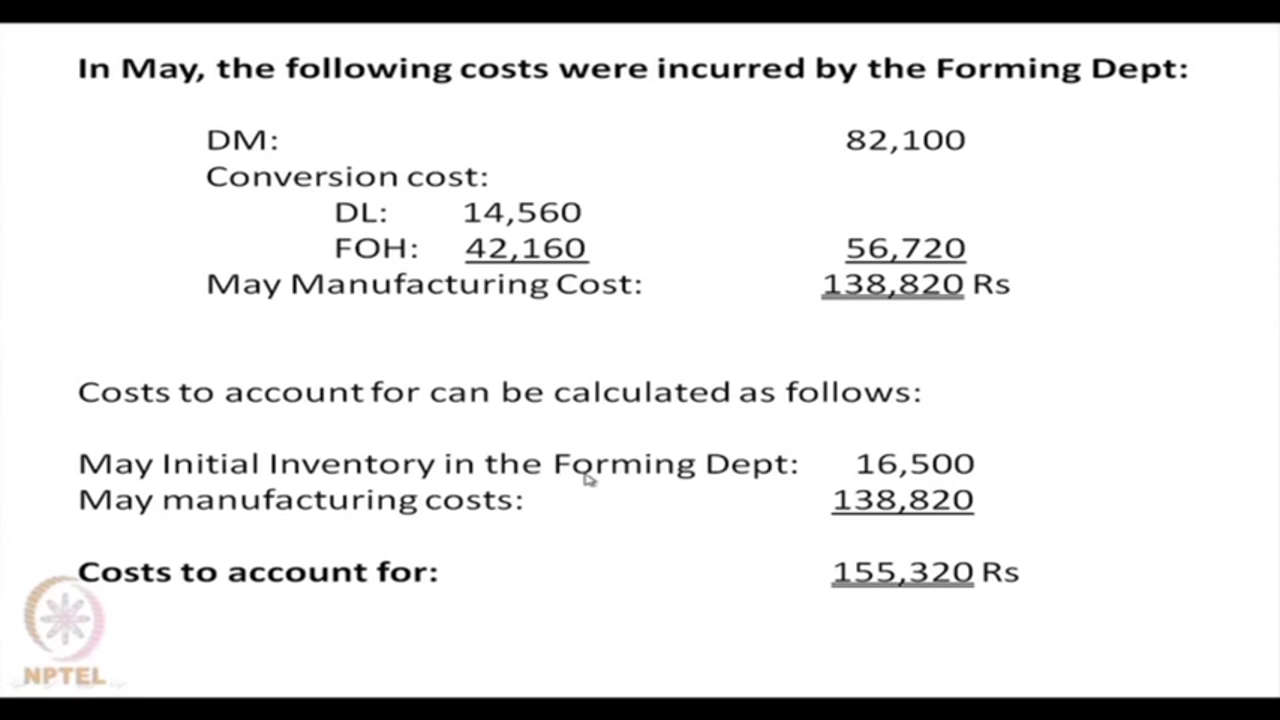 In May, the following costs were incurred by the Forming Dept:
DM: 82,100
Conversion cost:
DL: 14,560
FOH: 42,160 56,720
May Manufacturing Cost: 138,820 Rs
Costs to account for can be calculated as follows:
May Initial Inventory in the Forming Dept: 16,500
May manufacturing costs: 138,820
Costs to account for: 155,320 Rs
NPTEL